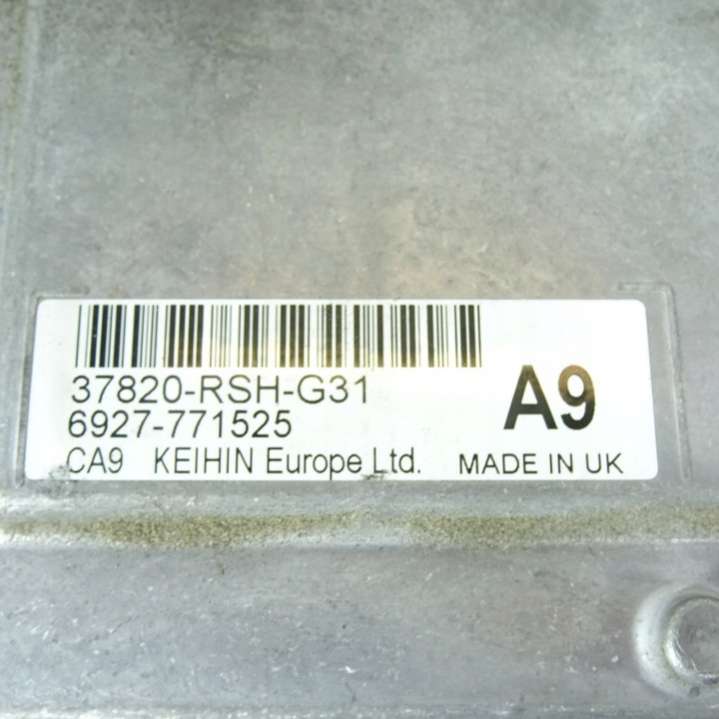 37820-RSH-G31
6927-771525
A9
CA9 KEIHIN Europe Ltd. MADE IN UK